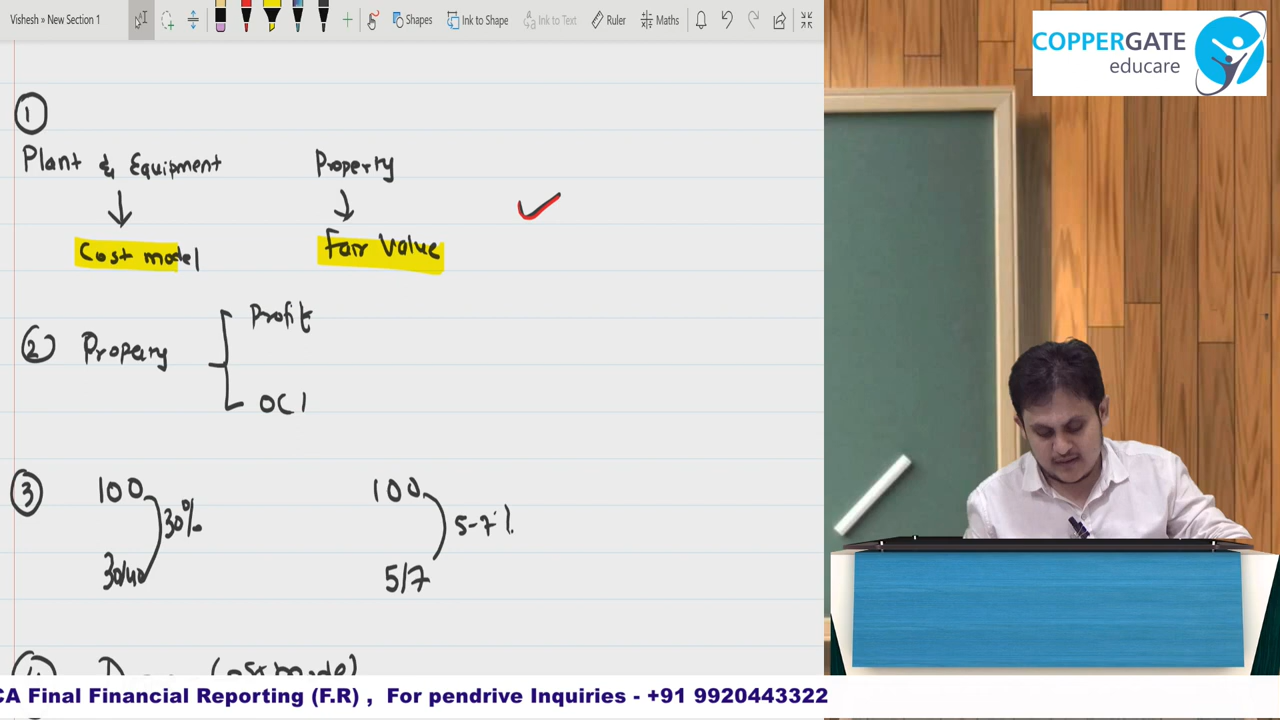 Vishesh » New Section 1
Shapes
Ink to Shape
Ink to Text
Ruler
Maths
COPPERGATE
educare
1
Plant & Equipment Property
Cost model Fair Value
2 Propery Profit
OCI
3 100 30% 100 5-7%
30/40 5/7
CA Final Financial Reporting (F.R) , For pendrive Inquiries - +91 9920443322